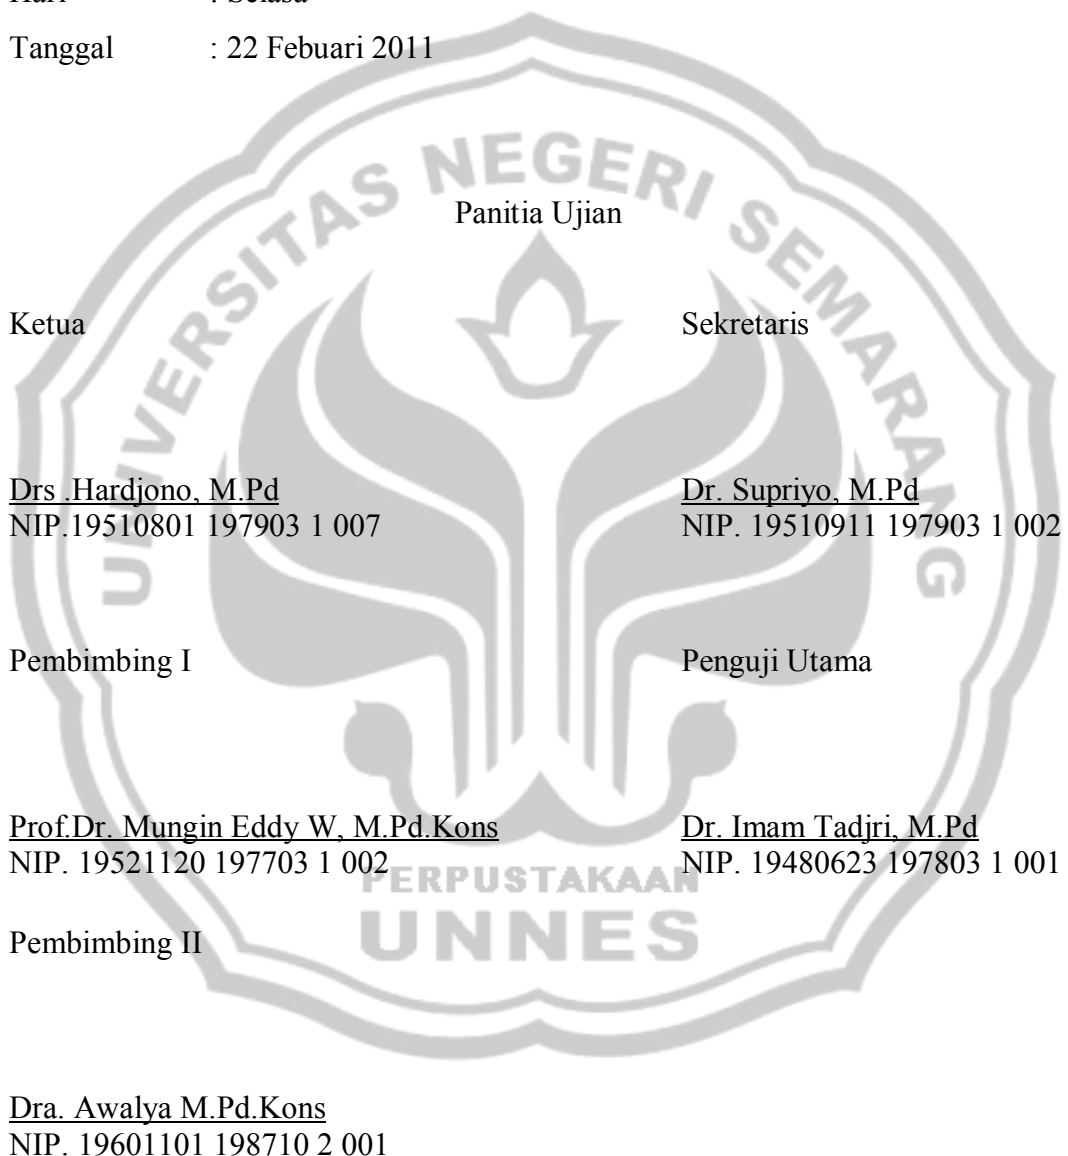 Hari : Selasa
Tanggal : 22 Febuari 2011
UNIVERSITAS NEGERI SEMARANG
Panitia Ujian
Ketua Sekretaris
Drs .Hardjono, M.Pd Dr. Supriyo, M.Pd
NIP.19510801 197903 1 007 NIP. 19510911 197903 1 002
Pembimbing I Penguji Utama
Prof.Dr. Mungin Eddy W, M.Pd.Kons Dr. Imam Tadjri, M.Pd
NIP. 19521120 197703 1 002 NIP. 19480623 197803 1 001
PERPUSTAKAAN
UNNES
Pembimbing II
Dra. Awalya M.Pd.Kons
NIP. 19601101 198710 2 001